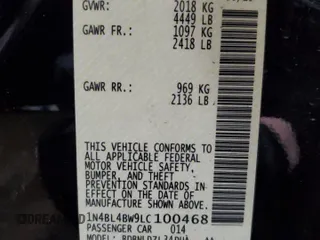 GVWR: 2018 KG
4449 LB
GAWR FR.: 1097 KG
2418 LB
GAWR RR.: 969 KG
2136 LB
THIS VEHICLE CONFORMS TO
ALL APPLICABLE FEDERAL
MOTOR VEHICLE SAFETY,
BUMPER, AND THEFT
PREVENTION STANDARDS IN
EFFECT ON THE DATE OF
MANUFACTURE SHOWN ABOVE.
1N4BL4BW9LC100468
PASSENGER CAR 014
MODEL: